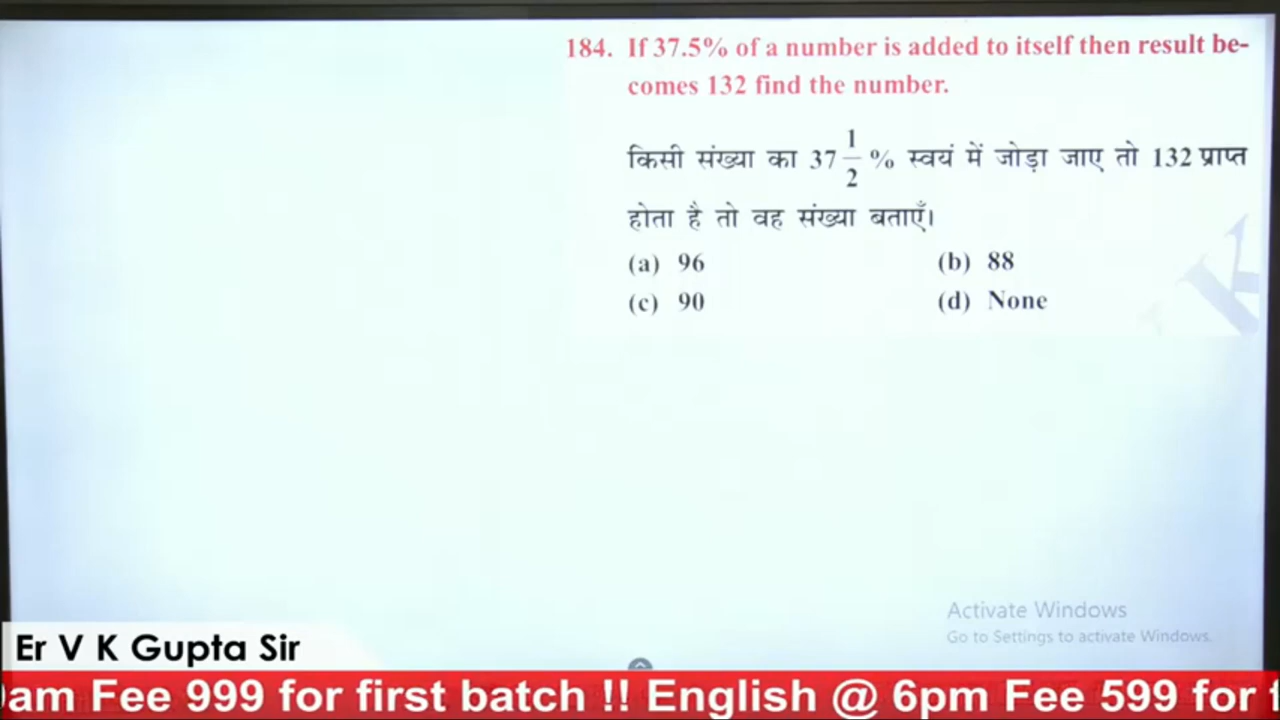 184. If 37.5% of a number is added to itself then result be-
comes 132 find the number.
किसी संख्या का 37 1/2 % स्वयं में जोड़ा जाए तो 132 प्राप्त
होता है तो वह संख्या बताएँ।
(a) 96 (b) 88
(c) 90 (d) None
Activate Windows
Go to Settings to activate Windows.
Er V K Gupta Sir
am Fee 999 for first batch !! English @ 6pm Fee 599 for